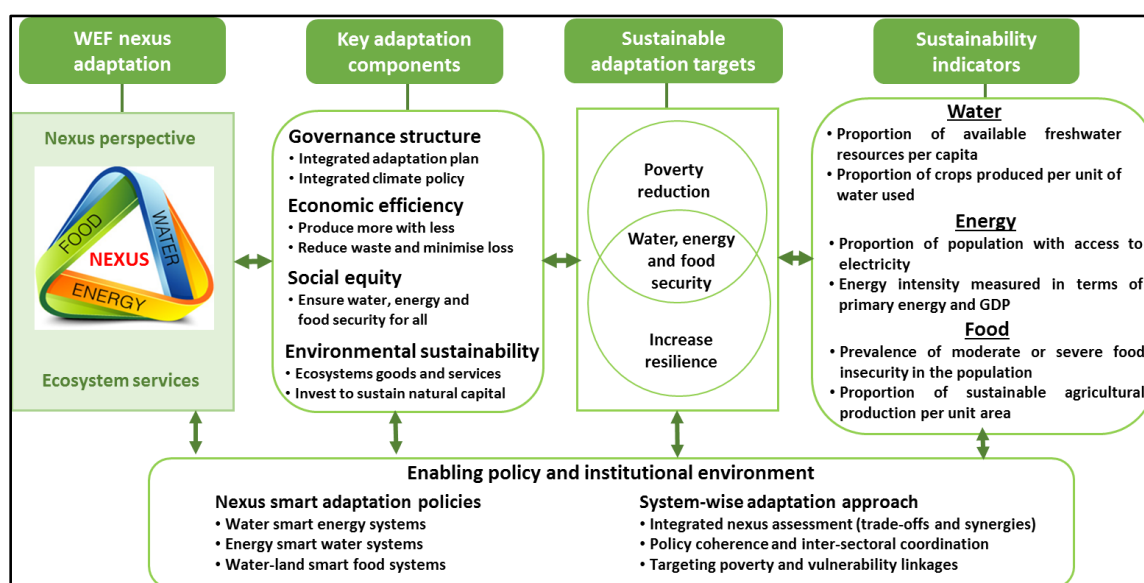 WEF nexus
adaptation
Key adaptation
components
Sustainable
adaptation targets
Sustainability
indicators
Nexus perspective
FOOD
WATER
NEXUS
ENERGY
Ecosystem services
Governance structure
• Integrated adaptation plan
• Integrated climate policy
Economic efficiency
• Produce more with less
• Reduce waste and minimise loss
Social equity
• Ensure water, energy and
food security for all
Environmental sustainability
• Ecosystems goods and services
• Invest to sustain natural capital
Poverty
reduction
Water, energy
and food
security
Increase
resilience
Water
• Proportion of available freshwater
resources per capita
• Proportion of crops produced per unit of
water used
Energy
• Proportion of population with access to
electricity
• Energy intensity measured in terms of
primary energy and GDP
Food
• Prevalence of moderate or severe food
insecurity in the population
• Proportion of sustainable agricultural
production per unit area
Enabling policy and institutional environment
Nexus smart adaptation policies
• Water smart energy systems
• Energy smart water systems
• Water-land smart food systems
System-wise adaptation approach
• Integrated nexus assessment (trade-offs and synergies)
• Policy coherence and inter-sectoral coordination
• Targeting poverty and vulnerability linkages